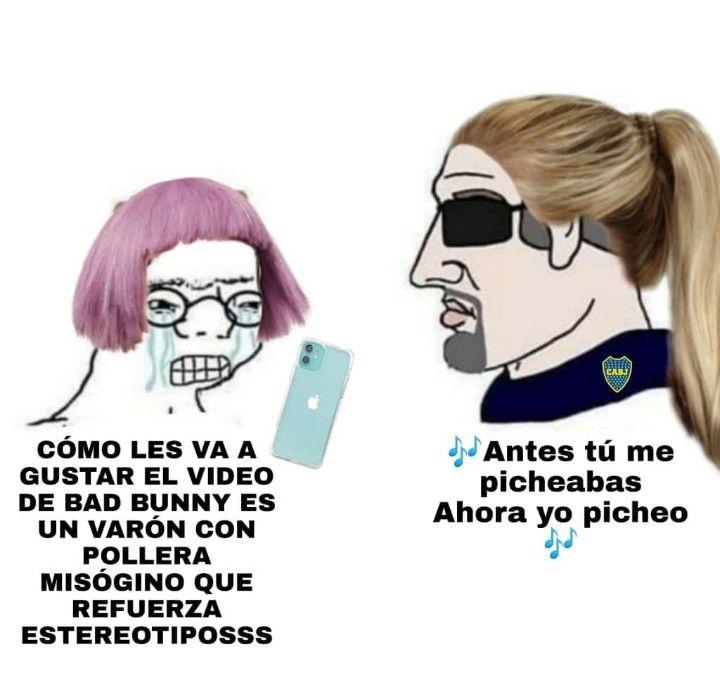 CÓMO LES VA A
GUSTAR EL VIDEO
DE BAD BUNNY ES
UN VARÓN CON
POLLERA
MISÓGINO QUE
REFUERZA
ESTEREOTIPOSSS
🎶Antes tú me
picheabas
Ahora yo picheo
🎶
CABJ